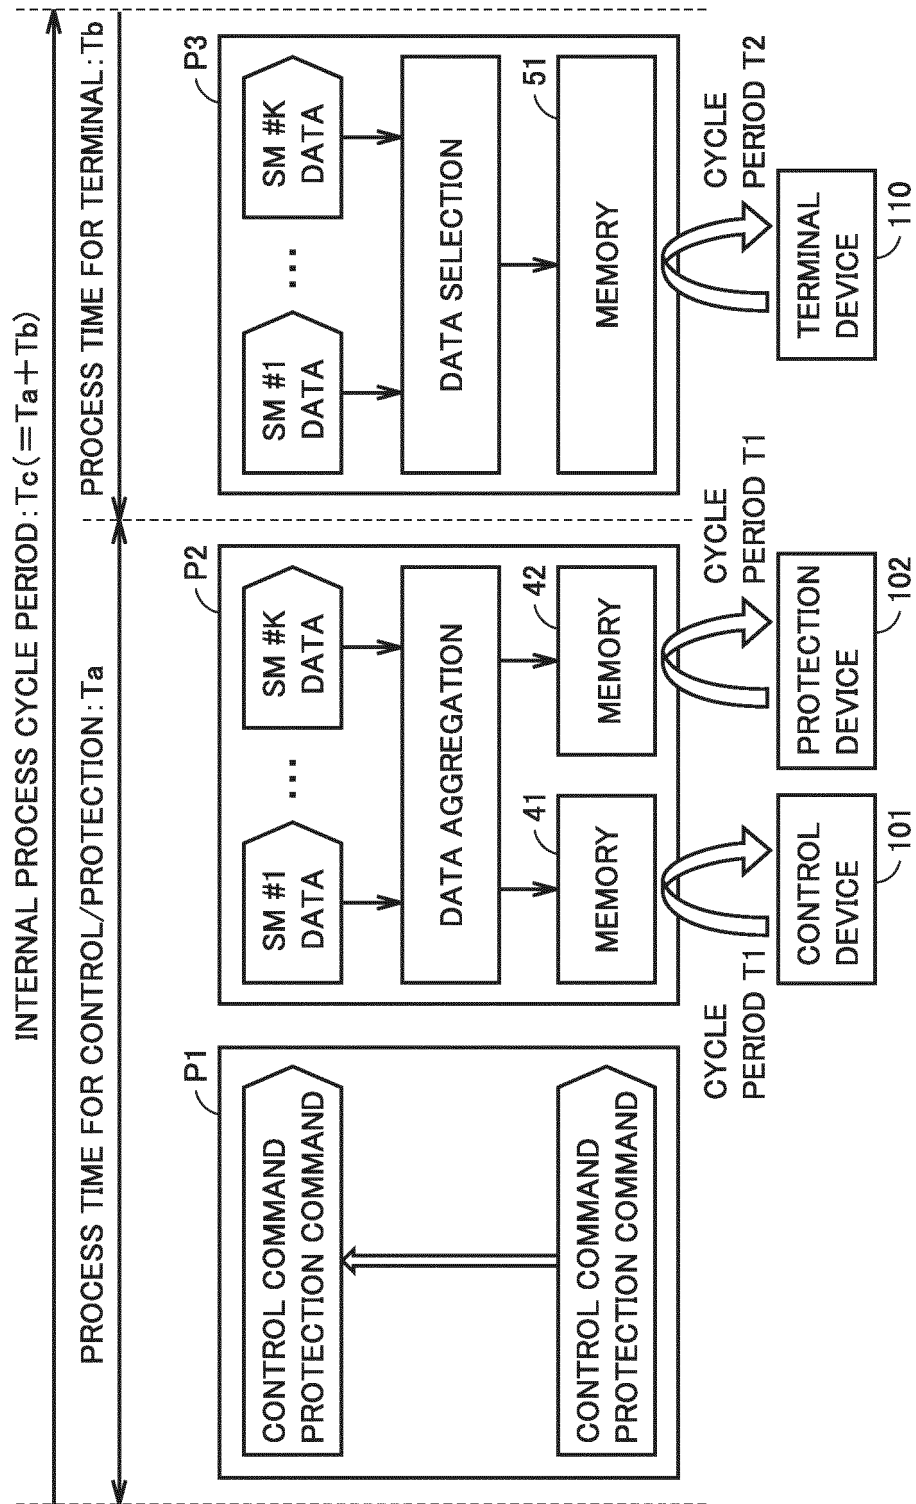 INTERNAL PROCESS CYCLE PERIOD:Tc(=Ta+Tb)
PROCESS TIME FOR CONTROL/PROTECTION:Ta
PROCESS TIME FOR TERMINAL:Tb
P1
CONTROL COMMAND
PROTECTION COMMAND
CONTROL COMMAND
PROTECTION COMMAND
P2
SM #1
DATA
...
SM #K
DATA
DATA AGGREGATION
41
MEMORY
42
MEMORY
CYCLE
PERIOD T1
CONTROL
DEVICE
101
CYCLE
PERIOD T1
PROTECTION
DEVICE
102
P3
SM #1
DATA
...
SM #K
DATA
DATA SELECTION
51
MEMORY
CYCLE
PERIOD T2
TERMINAL
DEVICE
110